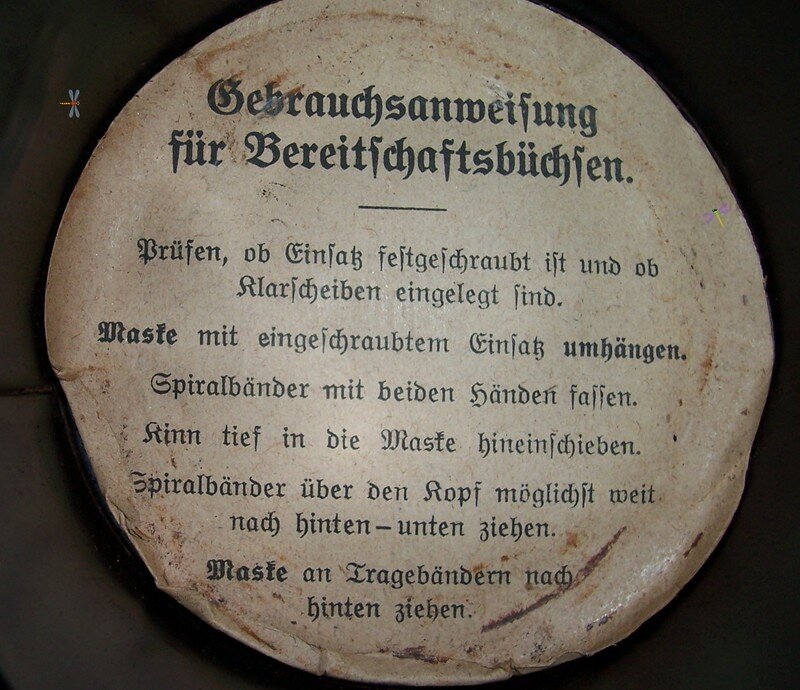 Gebrauchsanweiſung
für Bereitſchaftsbüchſen.
Prüfen, ob Einſatz feſtgeſchraubt iſt und ob
Klarſcheiben eingelegt ſind.
Maske mit eingeſchraubtem Einſatz umhängen.
Spiralbänder mit beiden Händen faſſen.
Kinn tief in die Maske hineinſchieben.
Spiralbänder über den Kopf möglichſt weit
nach hinten – unten ziehen.
Maske an Tragebändern nach
hinten ziehen.